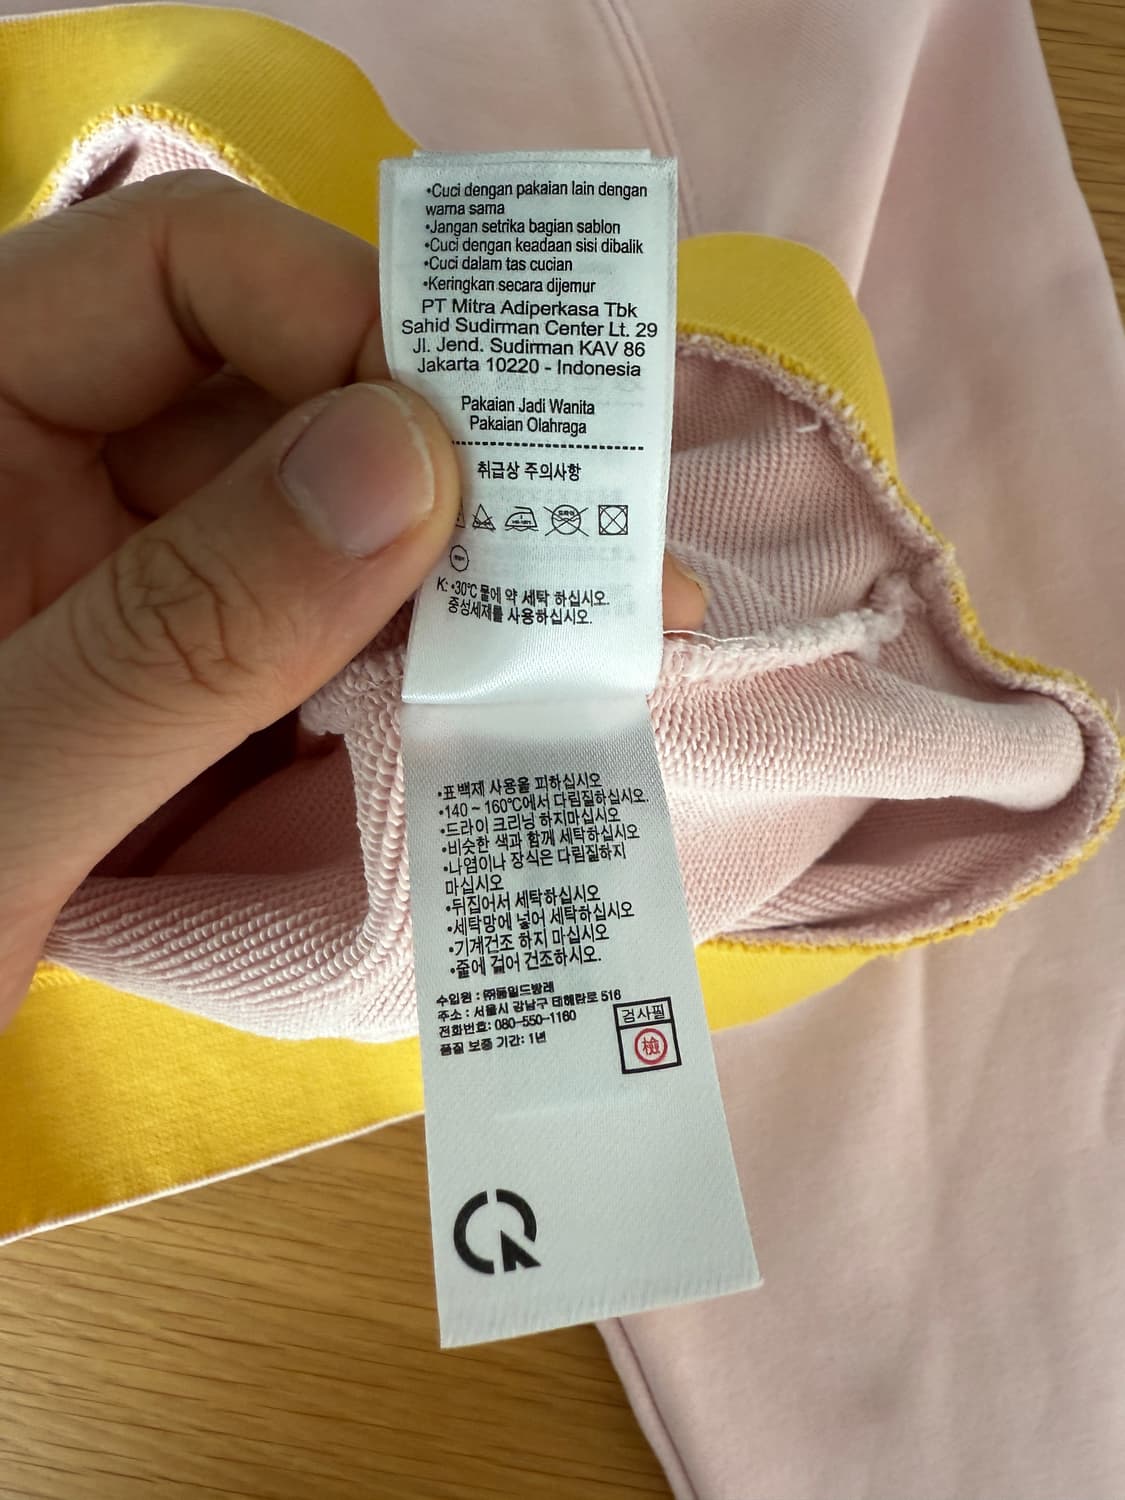 •Cuci dengan pakaian lain dengan
warna sama
•Jangan setrika bagian sablon
•Cuci dengan keadaan sisi dibalik
•Cuci dalam tas cucian
•Keringkan secara dijemur
PT Mitra Adiperkasa Tbk
Sahid Sudirman Center Lt. 29
Jl. Jend. Sudirman KAV 86
Jakarta 10220 - Indonesia
Pakaian Jadi Wanita
Pakaian Olahraga
취급상 주의사항
K: •30℃ 물에 약 세탁 하십시오.
중성세제를 사용하십시오.
•표백제 사용을 피하십시오
•140 ~ 160℃에서 다림질하십시오.
•드라이 크리닝 하지마십시오
•비슷한 색과 함께 세탁하십시오
•나염이나 장식은 다림질하지
마십시오
•뒤집어서 세탁하십시오
•세탁망에 넣어 세탁하십시오
•기계건조 하지 마십시오
•줄에 걸어 건조하시오.
수입원 : ㈜동일드방레
주소 : 서울시 강남구 테헤란로 516
전화번호: 080-550-1160
품질 보증 기간: 1년
검사필
檢